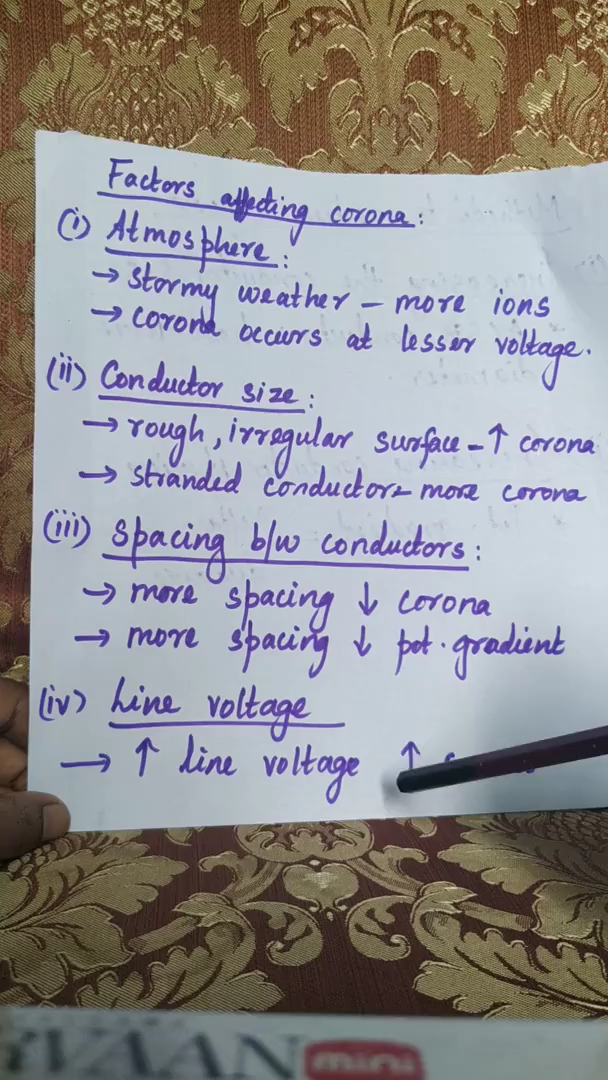 Factors affecting corona:
(i) Atmosphere:
→ stormy weather – more ions
→ corona occurs at lesser voltage.
(ii) Conductor size:
→ rough, irregular surface - ↑ corona
→ stranded conductor - more corona
(iii) Spacing b/w conductors:
→ more spacing ↓ corona
→ more spacing ↓ pot. gradient
(iv) Line voltage
→ ↑ line voltage ↑
VAAN mini